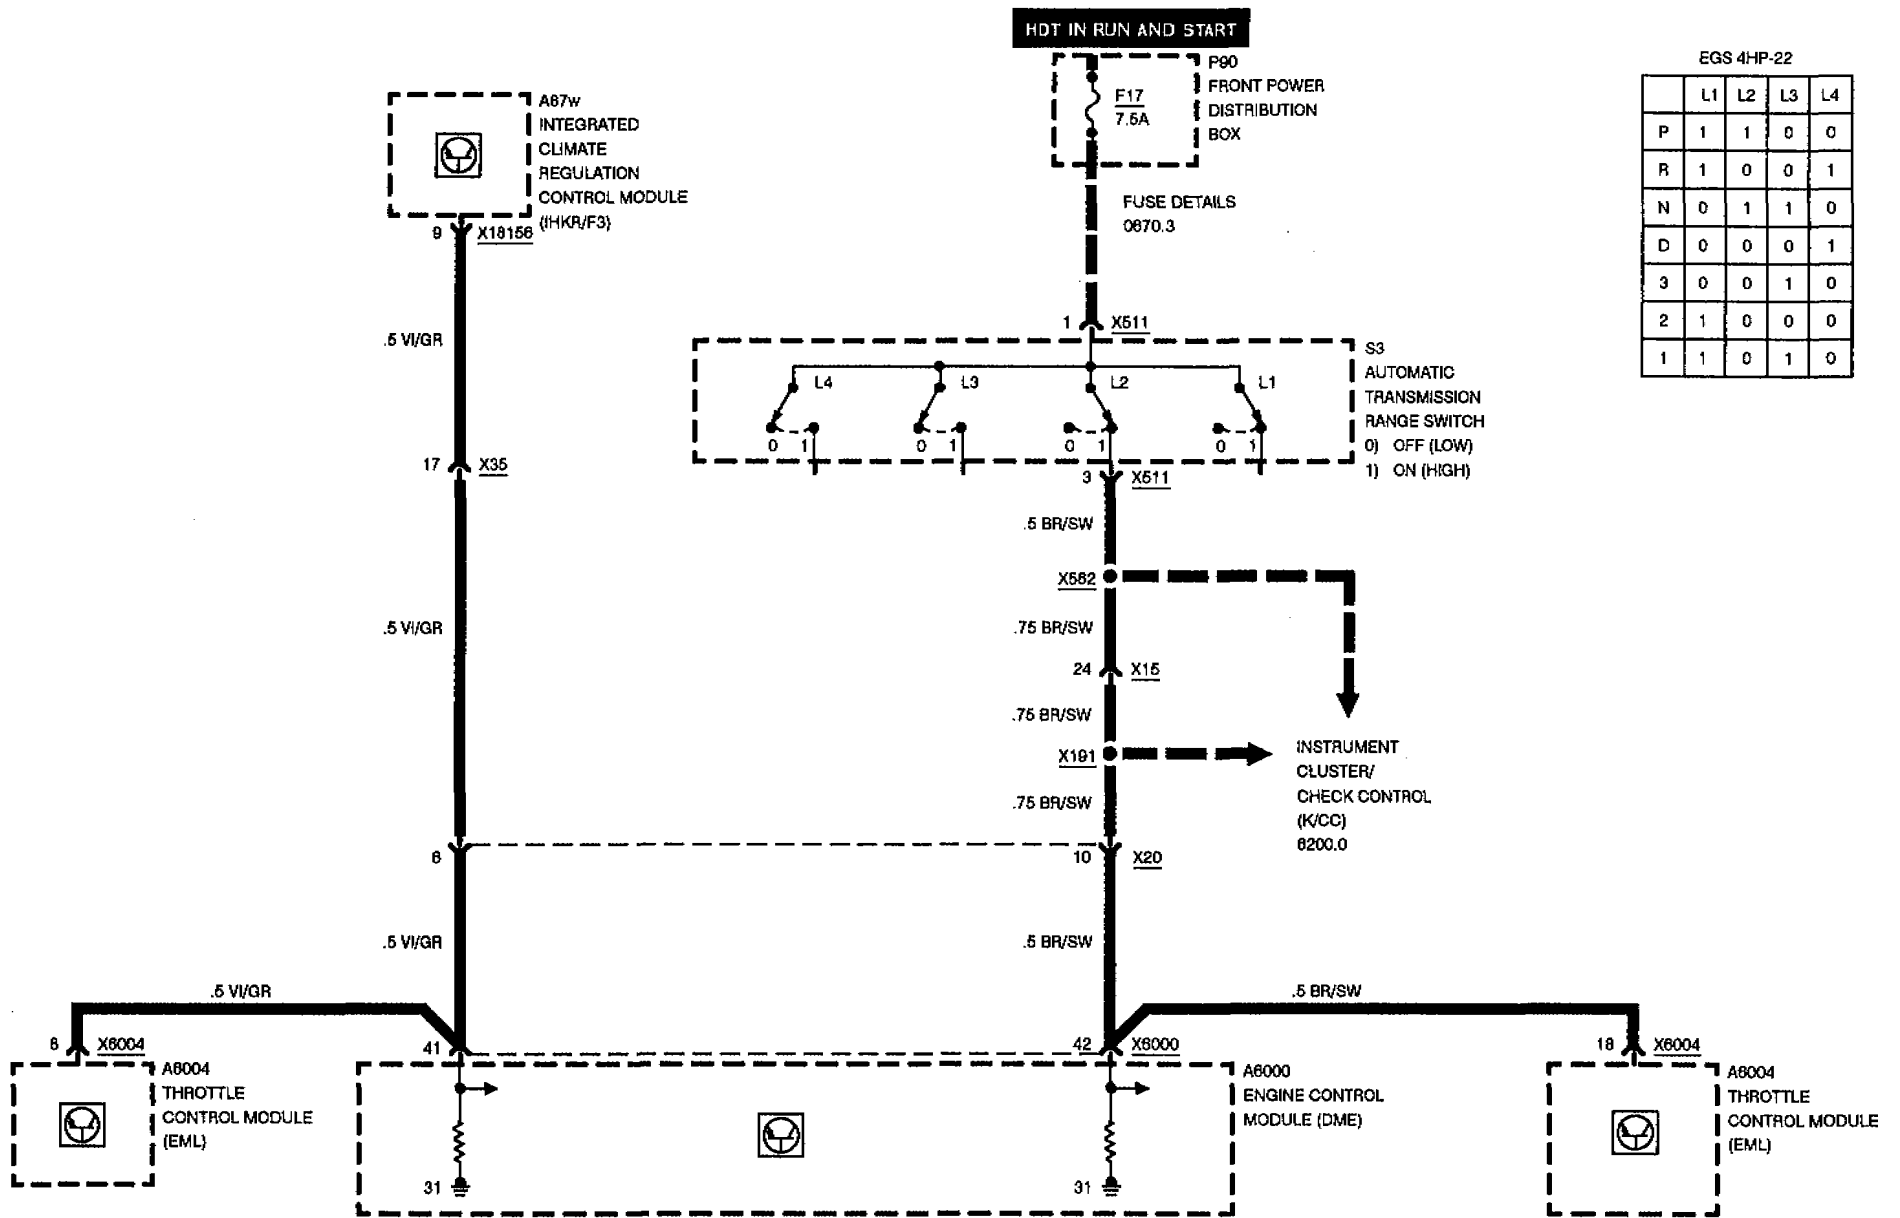 HOT IN RUN AND START
P90
FRONT POWER
DISTRIBUTION
BOX
F17
7.5A
FUSE DETAILS
0670.3
EGS 4HP-22
L1 L2 L3 L4
P 1 1 0 0
R 1 0 0 1
N 0 1 1 0
D 0 0 0 1
3 0 0 1 0
2 1 0 0 0
1 1 0 1 0
A67w
INTEGRATED
CLIMATE
REGULATION
CONTROL MODULE
(IHKR/F3)
9 X18156
.5 VI/GR
17 X35
.5 VI/GR
1 X511
L4 L3 L2 L1
0 1 0 1 0 1 0 1
S3
AUTOMATIC
TRANSMISSION
RANGE SWITCH
0) OFF (LOW)
1) ON (HIGH)
3 X511
.5 BR/SW
X562
.75 BR/SW
24 X15
.75 BR/SW
X191
.75 BR/SW
INSTRUMENT
CLUSTER/
CHECK CONTROL
(K/CC)
6200.0
6
10 X20
.5 VI/GR
.5 BR/SW
.5 VI/GR
.5 BR/SW
6 X6004
41
42 X6000
18 X6004
A6004
THROTTLE
CONTROL MODULE
(EML)
A6000
ENGINE CONTROL
MODULE (DME)
A6004
THROTTLE
CONTROL MODULE
(EML)
31
31